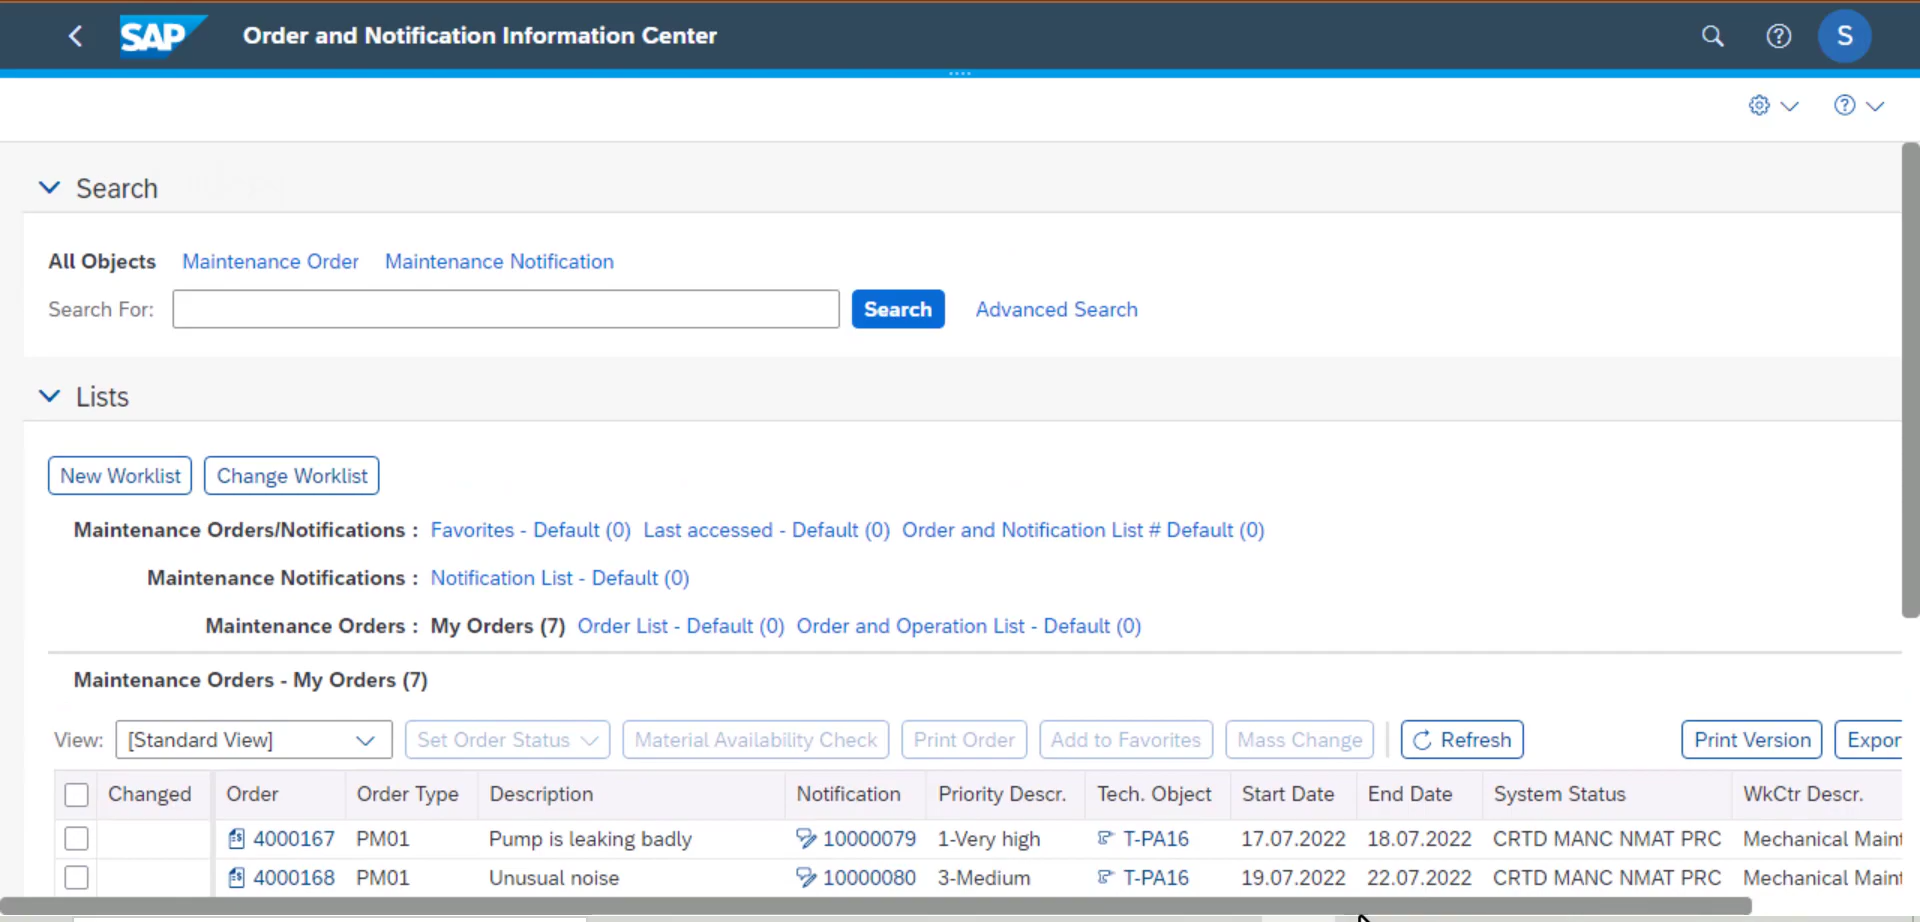 SAP Order and Notification Information Center S
Search
All Objects Maintenance Order Maintenance Notification
Search For: Search Advanced Search
Lists
New Worklist Change Worklist
Maintenance Orders/Notifications : Favorites - Default (0) Last accessed - Default (0) Order and Notification List # Default (0)
Maintenance Notifications : Notification List - Default (0)
Maintenance Orders : My Orders (7) Order List - Default (0) Order and Operation List - Default (0)
Maintenance Orders - My Orders (7)
View: [Standard View] Set Order Status Material Availability Check Print Order Add to Favorites Mass Change Refresh Print Version Expor
Changed Order Order Type Description Notification Priority Descr. Tech. Object Start Date End Date System Status WkCtr Descr.
4000167 PM01 Pump is leaking badly 10000079 1-Very high T-PA16 17.07.2022 18.07.2022 CRTD MANC NMAT PRC Mechanical Maint
4000168 PM01 Unusual noise 10000080 3-Medium T-PA16 19.07.2022 22.07.2022 CRTD MANC NMAT PRC Mechanical Maint